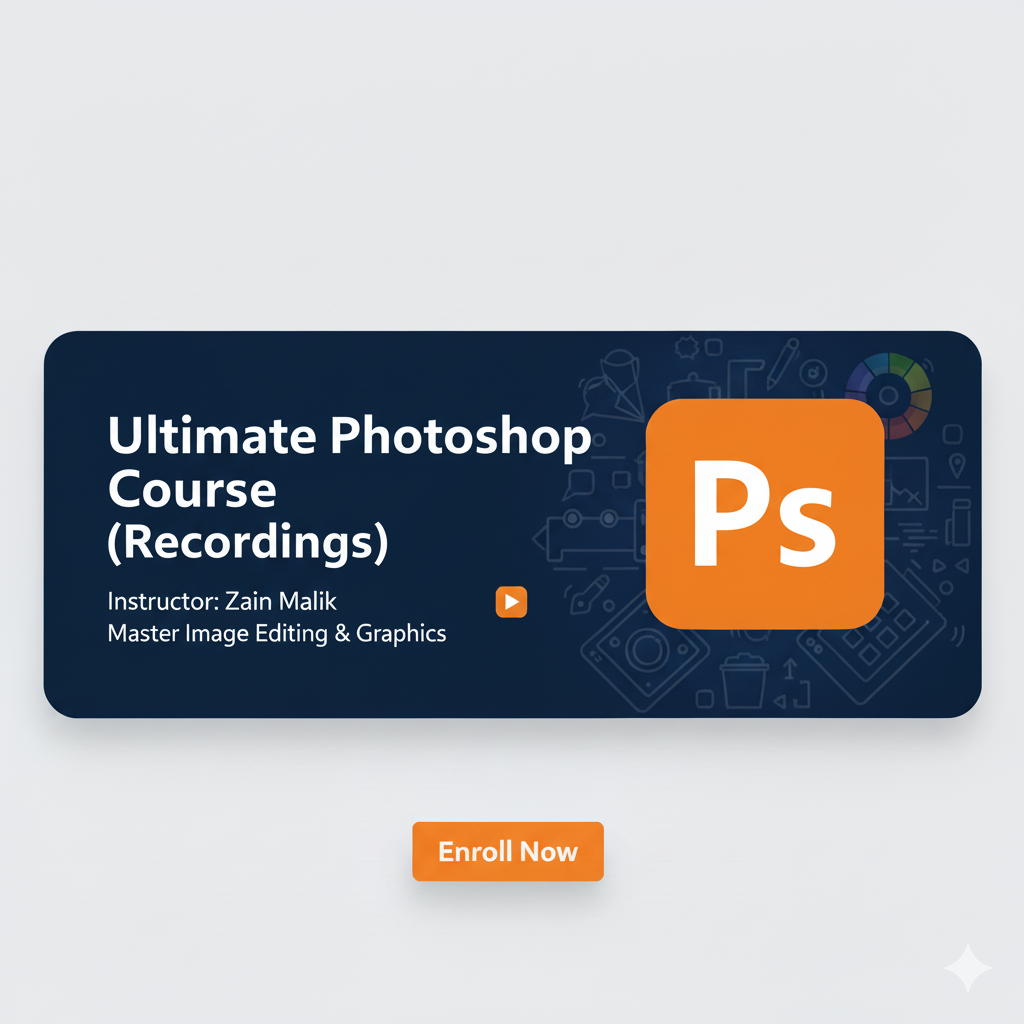 Ultimate Photoshop
Course
(Recordings)
Instructor: Zain Malik
Master Image Editing & Graphics
Ps
Enroll Now